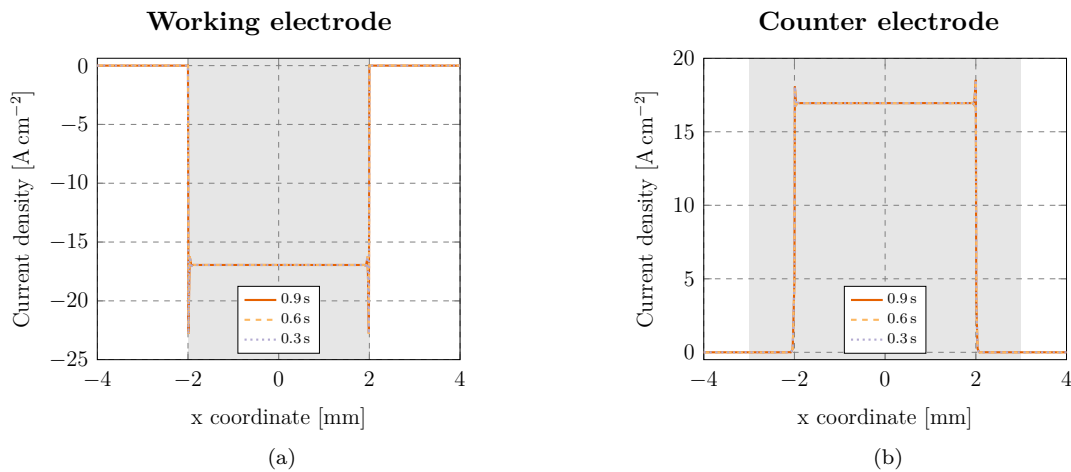 Working electrode
0
−5
−10
−15
−20
−25
Current density [A cm⁻²]
0.9 s
0.6 s
0.3 s
−4 −2 0 2 4
x coordinate [mm]
(a)
Counter electrode
20
15
10
5
0
Current density [A cm⁻²]
0.9 s
0.6 s
0.3 s
−4 −2 0 2 4
x coordinate [mm]
(b)